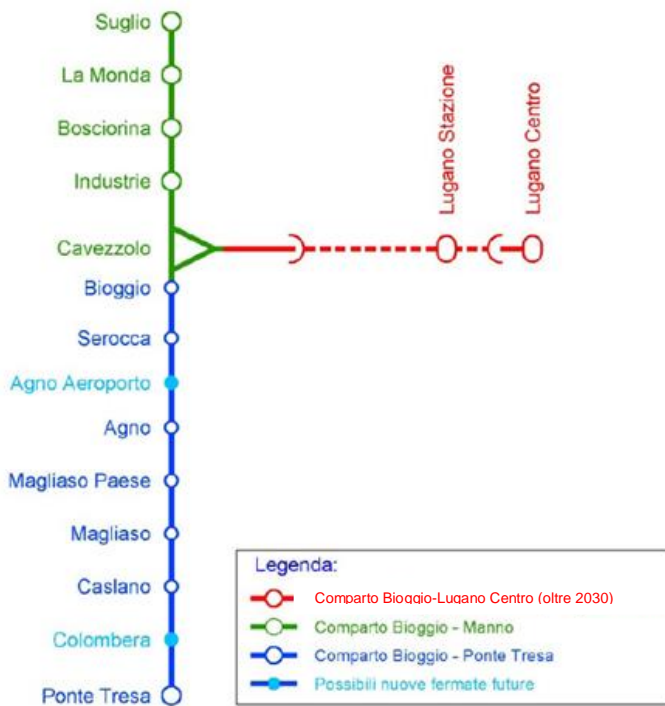 Suglio
La Monda
Bosciorina
Industrie
Lugano Stazione
Lugano Centro
Cavezzolo
Bioggio
Serocca
Agno Aeroporto
Agno
Magliaso Paese
Magliaso
Caslano
Colombera
Ponte Tresa
Legenda:
Comparto Bioggio-Lugano Centro (oltre 2030)
Comparto Bioggio - Manno
Comparto Bioggio - Ponte Tresa
Possibili nuove fermate future